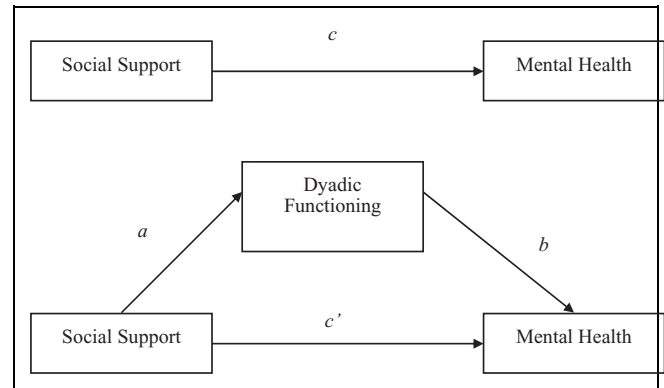 c
Social Support
Mental Health
Dyadic
Functioning
a
b
c’
Social Support
Mental Health